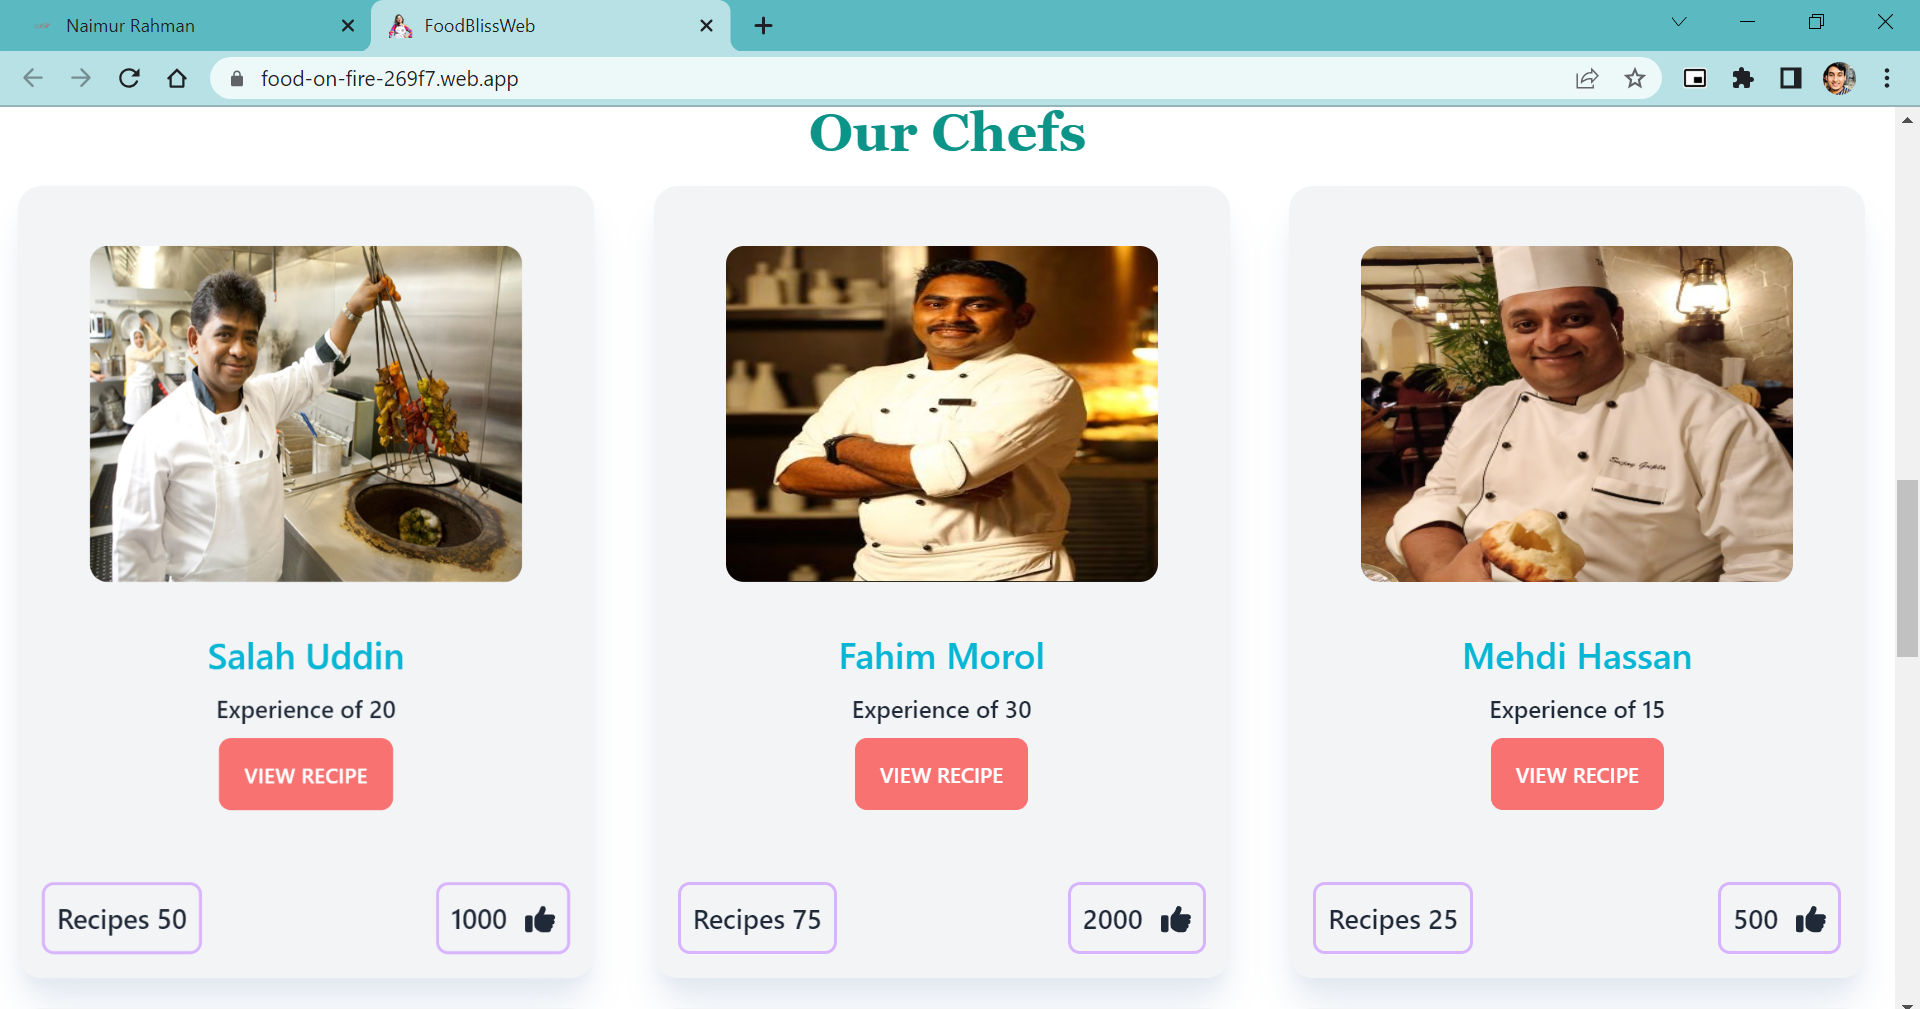 Naimur Rahman
FoodBlissWeb
food-on-fire-269f7.web.app
Our Chefs
Sanjay Gupta
Salah Uddin
Fahim Morol
Mehdi Hassan
Experience of 20
Experience of 30
Experience of 15
VIEW RECIPE
VIEW RECIPE
VIEW RECIPE
Recipes 50
1000
Recipes 75
2000
Recipes 25
500